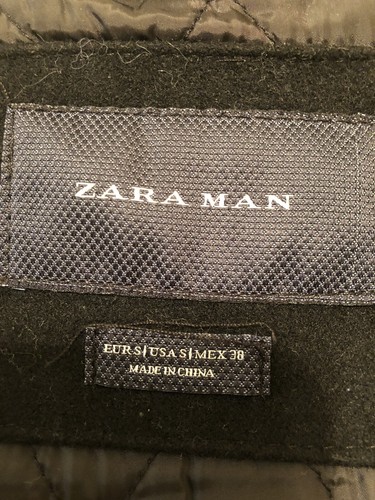 ZARA MAN
EUR S|USA S|MEX 38
MADE IN CHINA